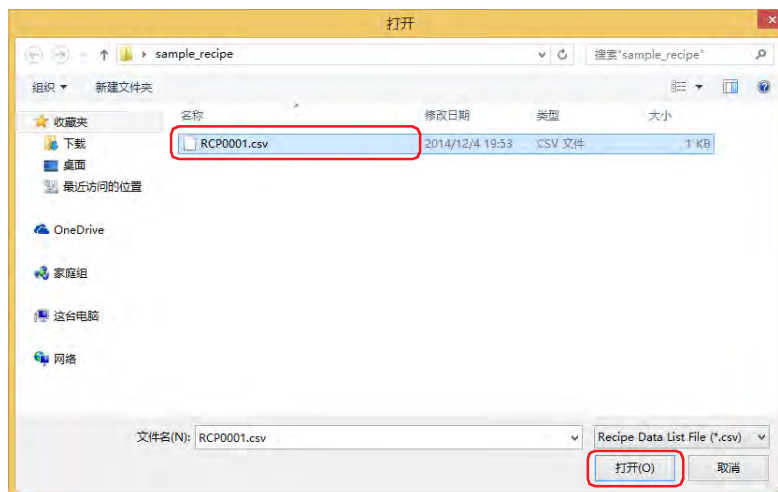 打开
sample_recipe
搜索"sample_recipe"
组织 新建文件夹
名称 修改日期 类型 大小
收藏夹
下载
桌面
最近访问的位置
OneDrive
家庭组
这台电脑
网络
RCP0001.csv 2014/12/4 19:53 CSV 文件 1 KB
文件名(N): RCP0001.csv Recipe Data List File (*.csv)
打开(O) 取消